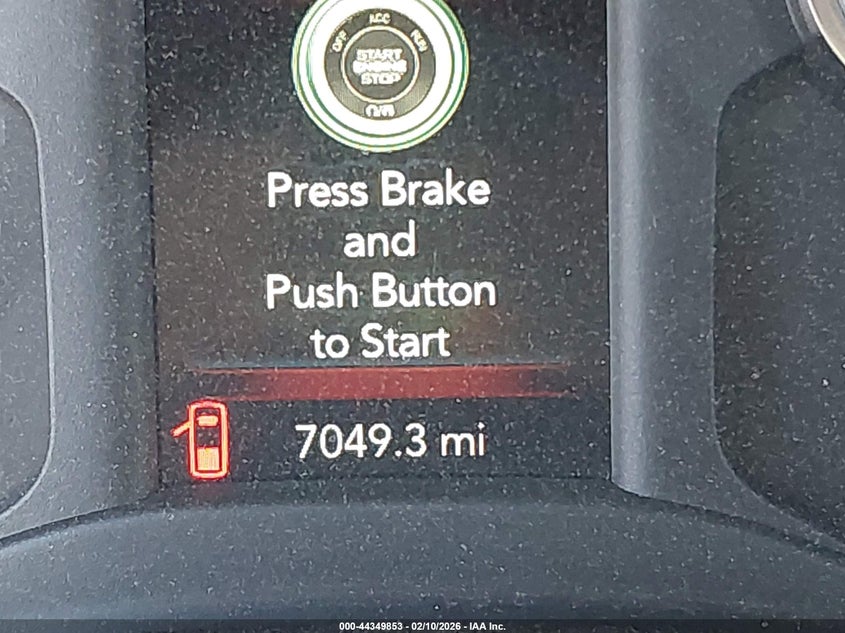 ACC
OFF RUN
START
ENGINE
STOP
Press Brake
and
Push Button
to Start
7049.3 mi
000-44349853 - 02/10/2026 - IAA Inc.